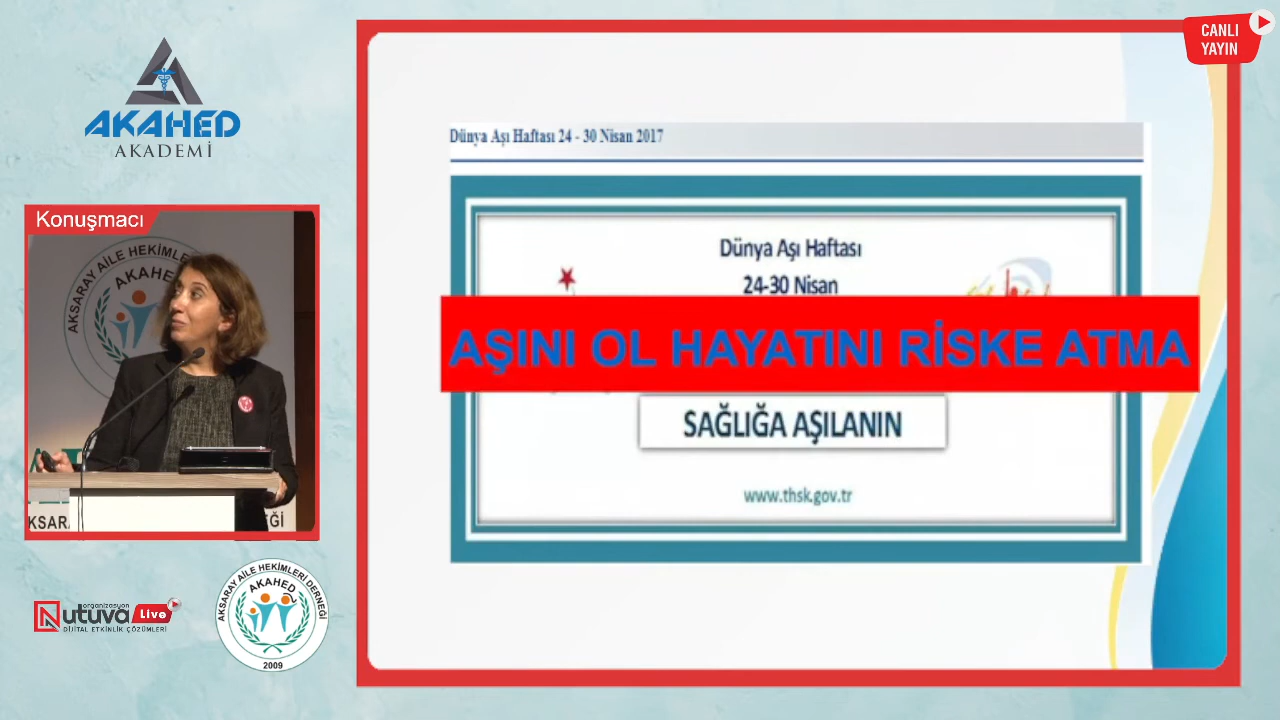 AKAHED
AKADEMİ
Konuşmacı
AKSARAY AİLE HEKİMLERİ
AKAHED
KSARAY
organizasyon
Nutuva Live
DİJİTAL ETKİNLİK ÇÖZÜMLERİ
AKSARAY AİLE HEKİMLERİ DERNEĞİ
AKAHED
2009
CANLI
YAYIN
Dünya Aşı Haftası 24 - 30 Nisan 2017
Dünya Aşı Haftası
24-30 Nisan
AŞINI OL HAYATINI RİSKE ATMA
SAĞLIĞA AŞILANIN
www.thsk.gov.tr